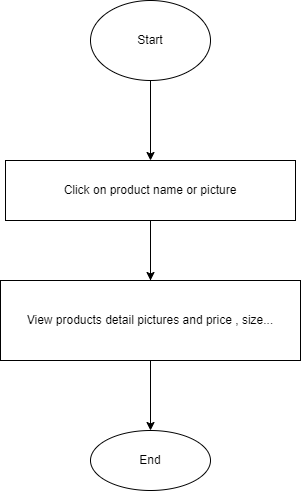 Start
Click on product name or picture
View products detail pictures and price , size...
End